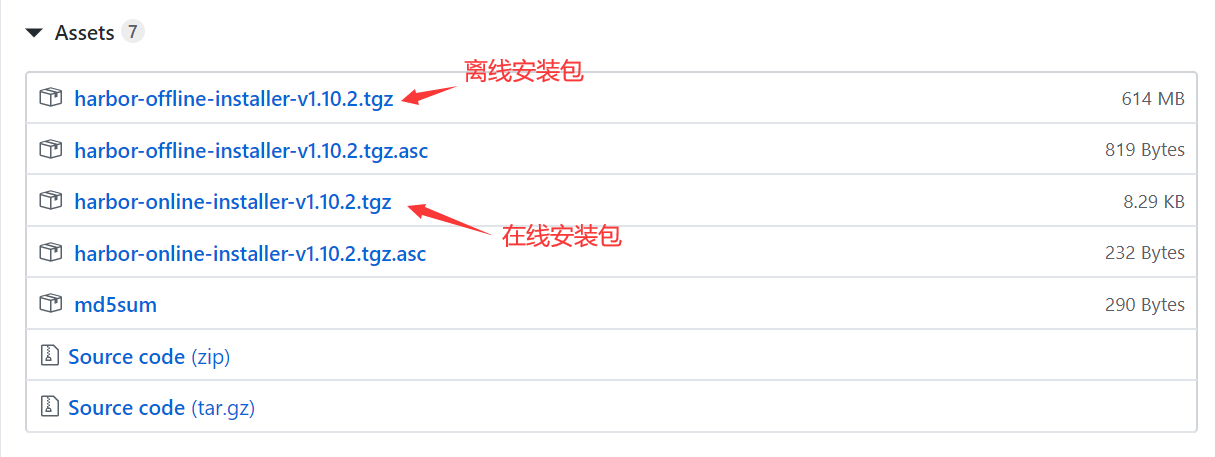 Assets 7
离线安装包
harbor-offline-installer-v1.10.2.tgz 614 MB
harbor-offline-installer-v1.10.2.tgz.asc 819 Bytes
harbor-online-installer-v1.10.2.tgz 8.29 KB
在线安装包
harbor-online-installer-v1.10.2.tgz.asc 232 Bytes
md5sum 290 Bytes
Source code (zip)
Source code (tar.gz)